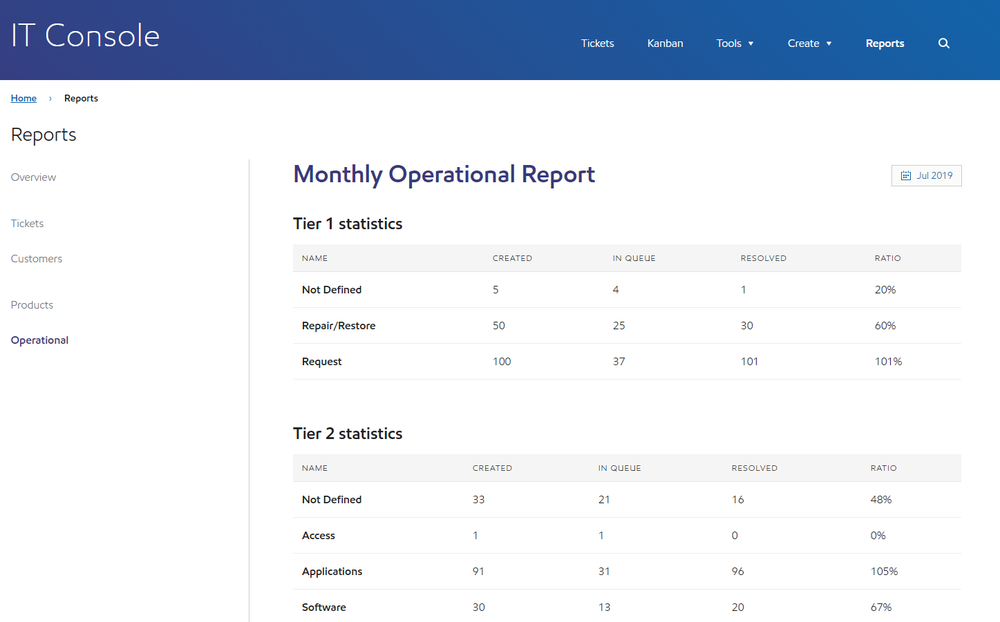 IT Console
Tickets Kanban Tools Create Reports
Home › Reports
Reports
Overview
Tickets
Customers
Products
Operational
Monthly Operational Report
Jul 2019
Tier 1 statistics
NAME CREATED IN QUEUE RESOLVED RATIO
Not Defined 5 4 1 20%
Repair/Restore 50 25 30 60%
Request 100 37 101 101%
Tier 2 statistics
NAME CREATED IN QUEUE RESOLVED RATIO
Not Defined 33 21 16 48%
Access 1 1 0 0%
Applications 91 31 96 105%
Software 30 13 20 67%